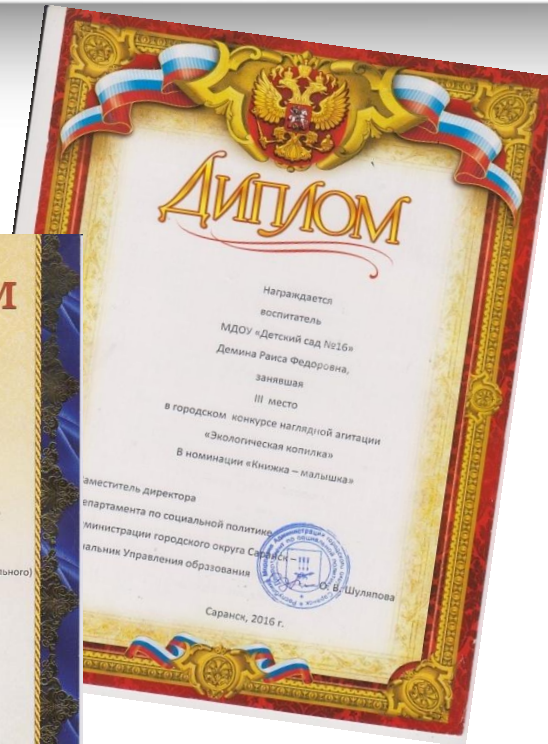 ДИПЛОМ
Награждается
воспитатель
МДОУ «Детский сад №16»
Демина Раиса Федоровна,
занявшая
III место
в городском конкурсе наглядной агитации
«Экологическая копилка»
В номинации «Книжка – малышка»
аместитель директора
епартамента по социальной политике
министрации городского округа Саранск –
альник Управления образования
О. В. Шуляпова
Саранск, 2016 г.
И
льного)